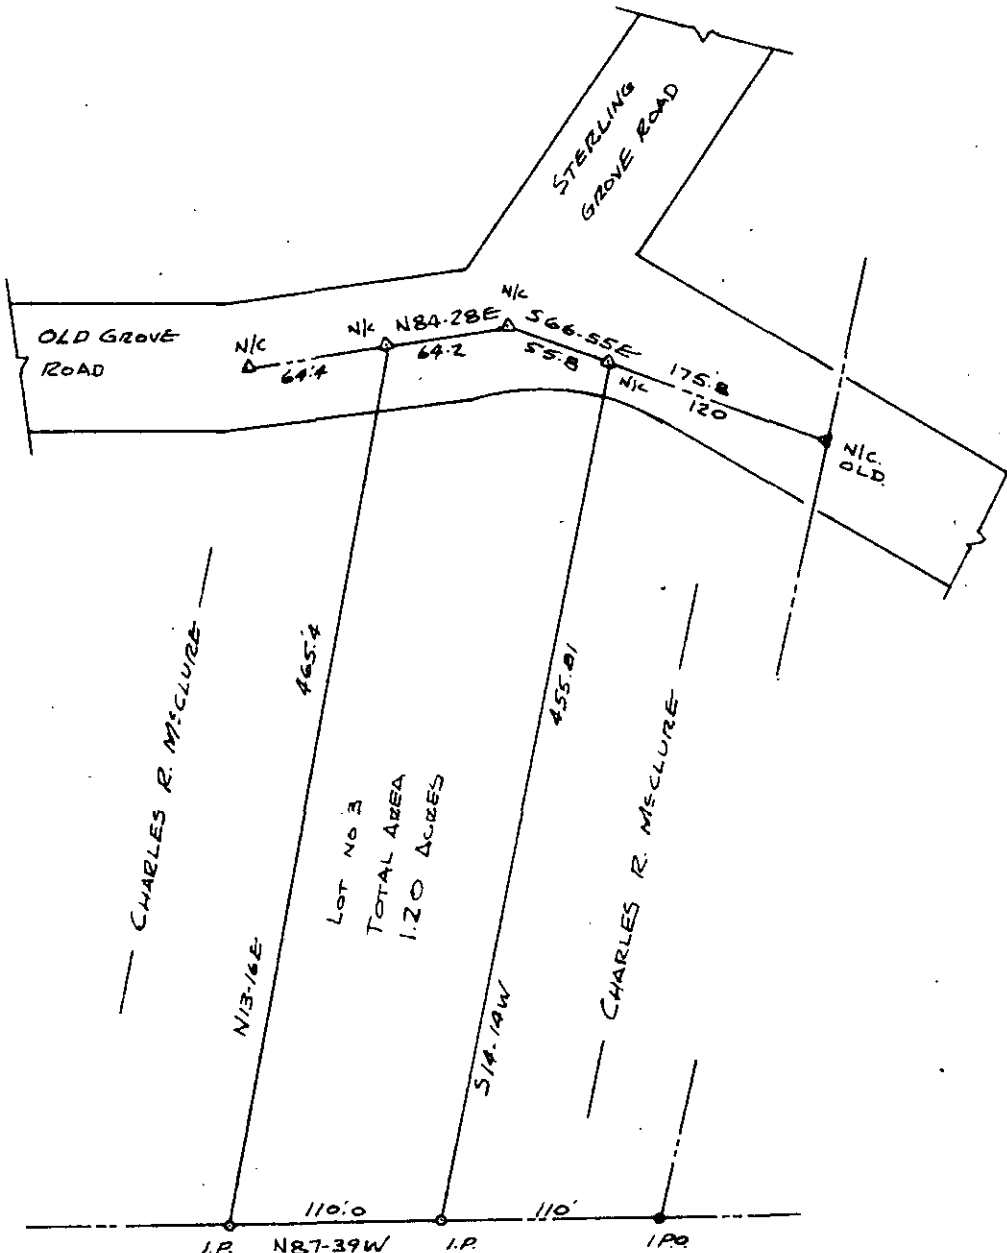 STERLING
GROVE ROAD
OLD GROVE
ROAD
N/C
64.4
N/C
N84-28E
64.2
N/C
S66-55E
55.8
N/C
175.8
120
N/C.
OLD.
CHARLES R. McCLURE
465.4
N13-16E
LOT NO 3
TOTAL AREA
1.20 ACRES
455.81
S14-14W
CHARLES R. McCLURE
110.0
110'
I.P.
N87-39W
I.P.
I.P.O.